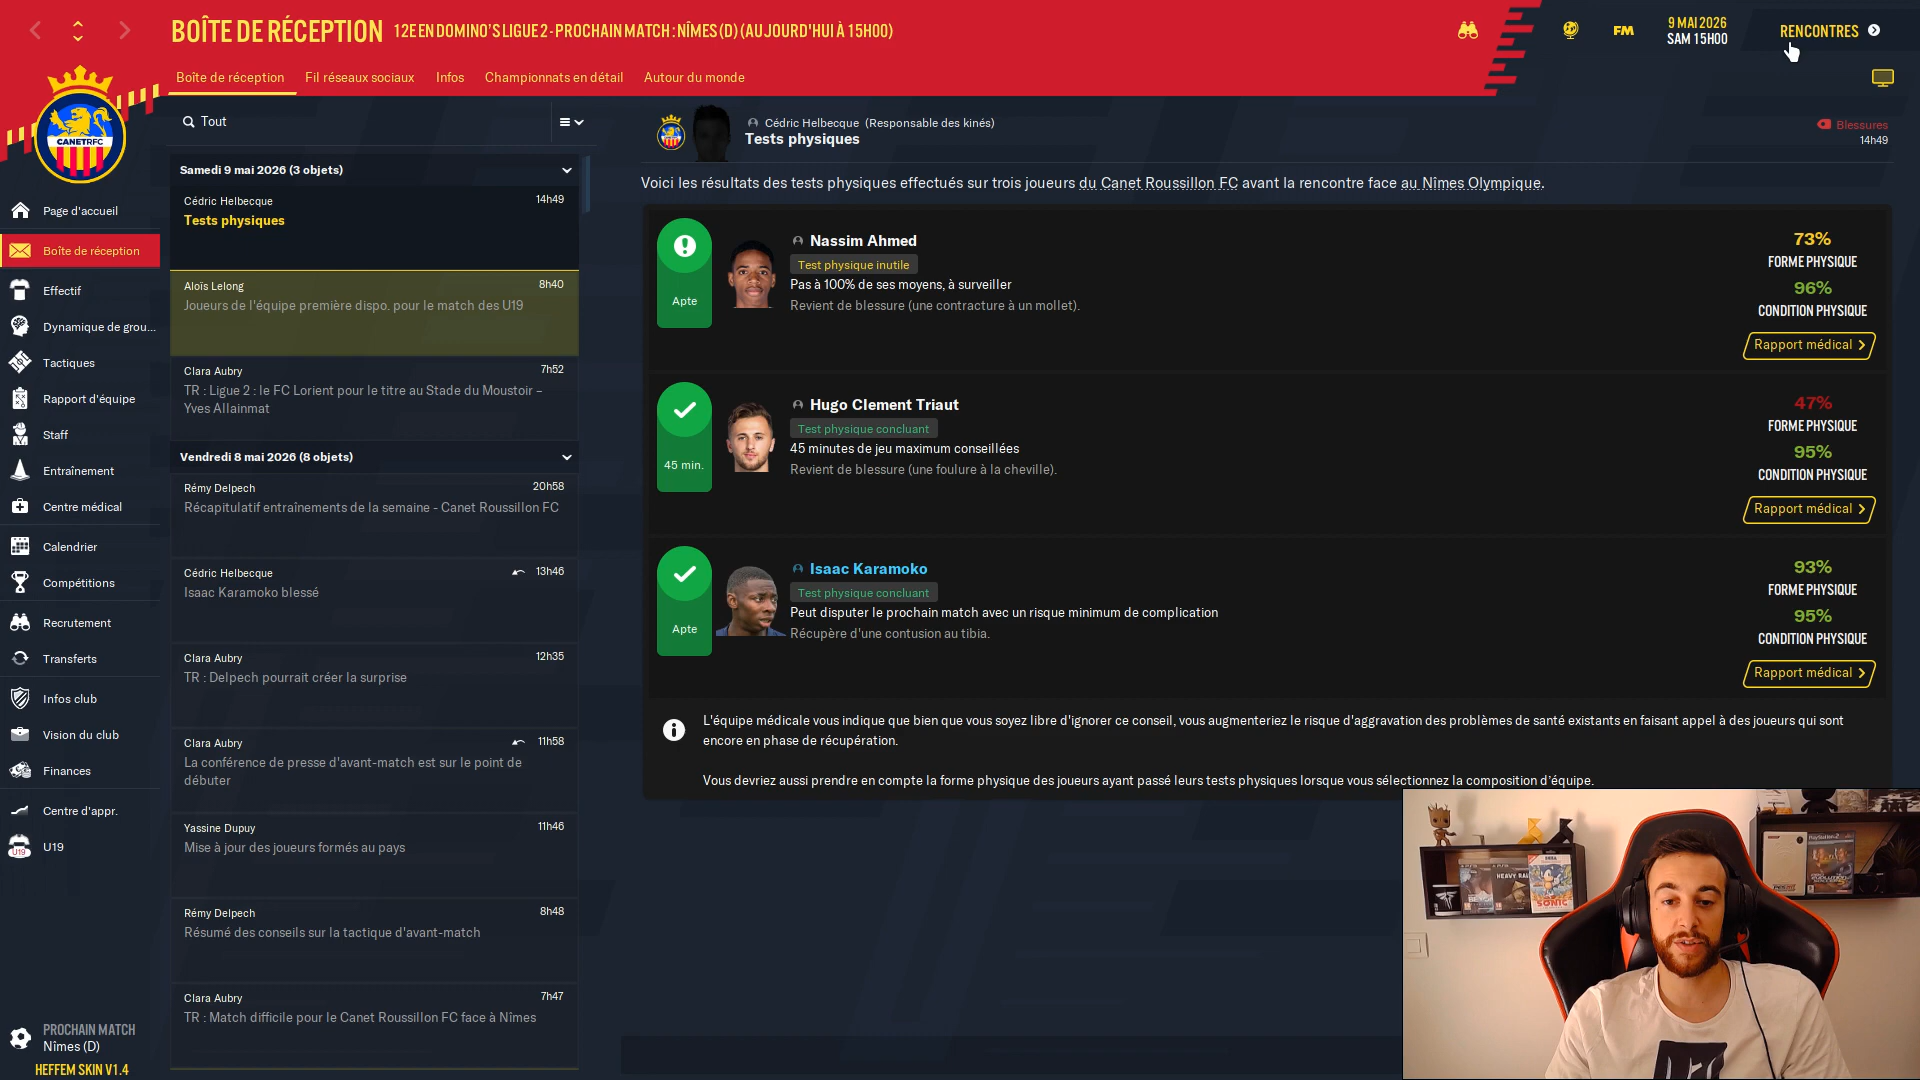 BOÎTE DE RÉCEPTION
12E EN DOMINO'S LIGUE 2 - PROCHAIN MATCH : NÎMES (D) (AUJOURD'HUI À 15H00)
FM
9 MAI 2026
SAM 15H00
RENCONTRES
Boîte de réception
Fil réseaux sociaux
Infos
Championnats en détail
Autour du monde
CANET RFC
Page d'accueil
Boîte de réception
Effectif
Dynamique de grou...
Tactiques
Rapport d'équipe
Staff
Entraînement
Centre médical
Calendrier
Compétitions
Recrutement
Transferts
Infos club
Vision du club
Finances
Centre d'appr.
U19
U19
PROCHAIN MATCH
Nîmes (D)
HEFFEM SKIN V1.4
Tout
Samedi 9 mai 2026 (3 objets)
Cédric Helbecque 14h49
Tests physiques
Aloïs Lelong 8h40
Joueurs de l'équipe première dispo. pour le match des U19
Clara Aubry 7h52
TR : Ligue 2 : le FC Lorient pour le titre au Stade du Moustoir –
Yves Allainmat
Vendredi 8 mai 2026 (8 objets)
Rémy Delpech 20h58
Récapitulatif entraînements de la semaine - Canet Roussillon FC
Cédric Helbecque 13h46
Isaac Karamoko blessé
Clara Aubry 12h35
TR : Delpech pourrait créer la surprise
Clara Aubry 11h58
La conférence de presse d'avant-match est sur le point de
débuter
Yassine Dupuy 11h46
Mise à jour des joueurs formés au pays
Rémy Delpech 8h48
Résumé des conseils sur la tactique d'avant-match
Clara Aubry 7h47
TR : Match difficile pour le Canet Roussillon FC face à Nîmes
Cédric Helbecque (Responsable des kinés)
Tests physiques
Blessures
14h49
Voici les résultats des tests physiques effectués sur trois joueurs du Canet Roussillon FC avant la rencontre face au Nîmes Olympique.
Apte
Nassim Ahmed
Test physique inutile
Pas à 100% de ses moyens, à surveiller
Revient de blessure (une contracture à un mollet).
73%
FORME PHYSIQUE
96%
CONDITION PHYSIQUE
Rapport médical
45 min.
Hugo Clement Triaut
Test physique concluant
45 minutes de jeu maximum conseillées
Revient de blessure (une foulure à la cheville).
47%
FORME PHYSIQUE
95%
CONDITION PHYSIQUE
Rapport médical
Apte
Isaac Karamoko
Test physique concluant
Peut disputer le prochain match avec un risque minimum de complication
Récupère d'une contusion au tibia.
93%
FORME PHYSIQUE
95%
CONDITION PHYSIQUE
Rapport médical
L'équipe médicale vous indique que bien que vous soyez libre d'ignorer ce conseil, vous augmenteriez le risque d'aggravation des problèmes de santé existants en faisant appel à des joueurs qui sont
encore en phase de récupération.
Vous devriez aussi prendre en compte la forme physique des joueurs ayant passé leurs tests physiques lorsque vous sélectionnez la composition d'équipe.
SEGA
HEAVY
SONIC
PlayStation 2